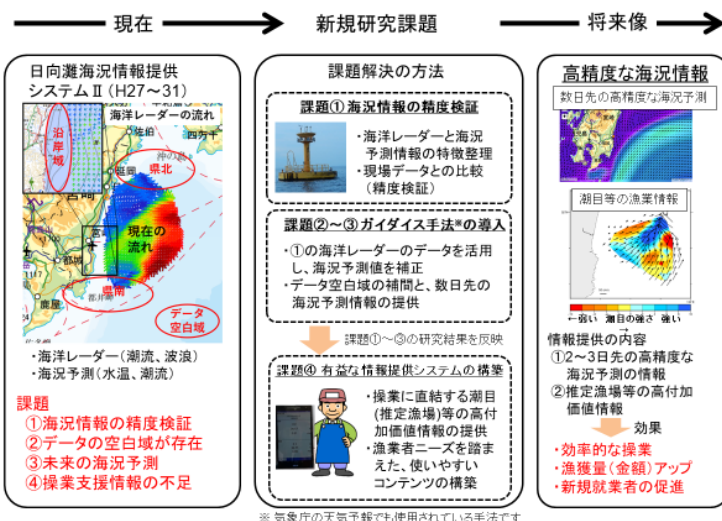 現在
新規研究課題
将来像
日向灘海況情報提供
システムⅡ (H27～31)
海洋レーダーの流れ
佐伯
四万十
沿岸域
沖の島
県北
延岡
宮崎
宮崎
現在の
流れ
都城
1117
鹿屋
県南
都井岬
データ
空白域
・海洋レーダー(潮流、波浪)
・海況予測(水温、潮流)
課題
①海況情報の精度検証
②データの空白域が存在
③未来の海況予測
④操業支援情報の不足
課題解決の方法
課題①海況情報の精度検証
・海洋レーダーと海況
予測情報の特徴整理
・現場データとの比較
(精度検証)
課題②～③ガイダイス手法※の導入
・①の海洋レーダーのデータを活用
し、海況予測値を補正
・データ空白域の補間と、数日先の
海況予測情報の提供
課題①～③の研究結果を反映
課題④ 有益な情報提供システムの構築
・操業に直結する潮目
(推定漁場)等の高付
加価値情報の提供
・漁業者ニーズを踏ま
えた、使いやすい
コンテンツの構築
※ 気象庁の天気予報でも使用されている手法です
高精度な海況情報
数日先の高精度な海況予測
潮目等の漁業情報
←弱い 潮目の強さ 強い→
情報提供の内容
①2～3日先の高精度な
海況予測の情報
②推定漁場等の高付加
価値情報
効果
・効率的な操業
・漁獲量(金額)アップ
・新規就業者の促進